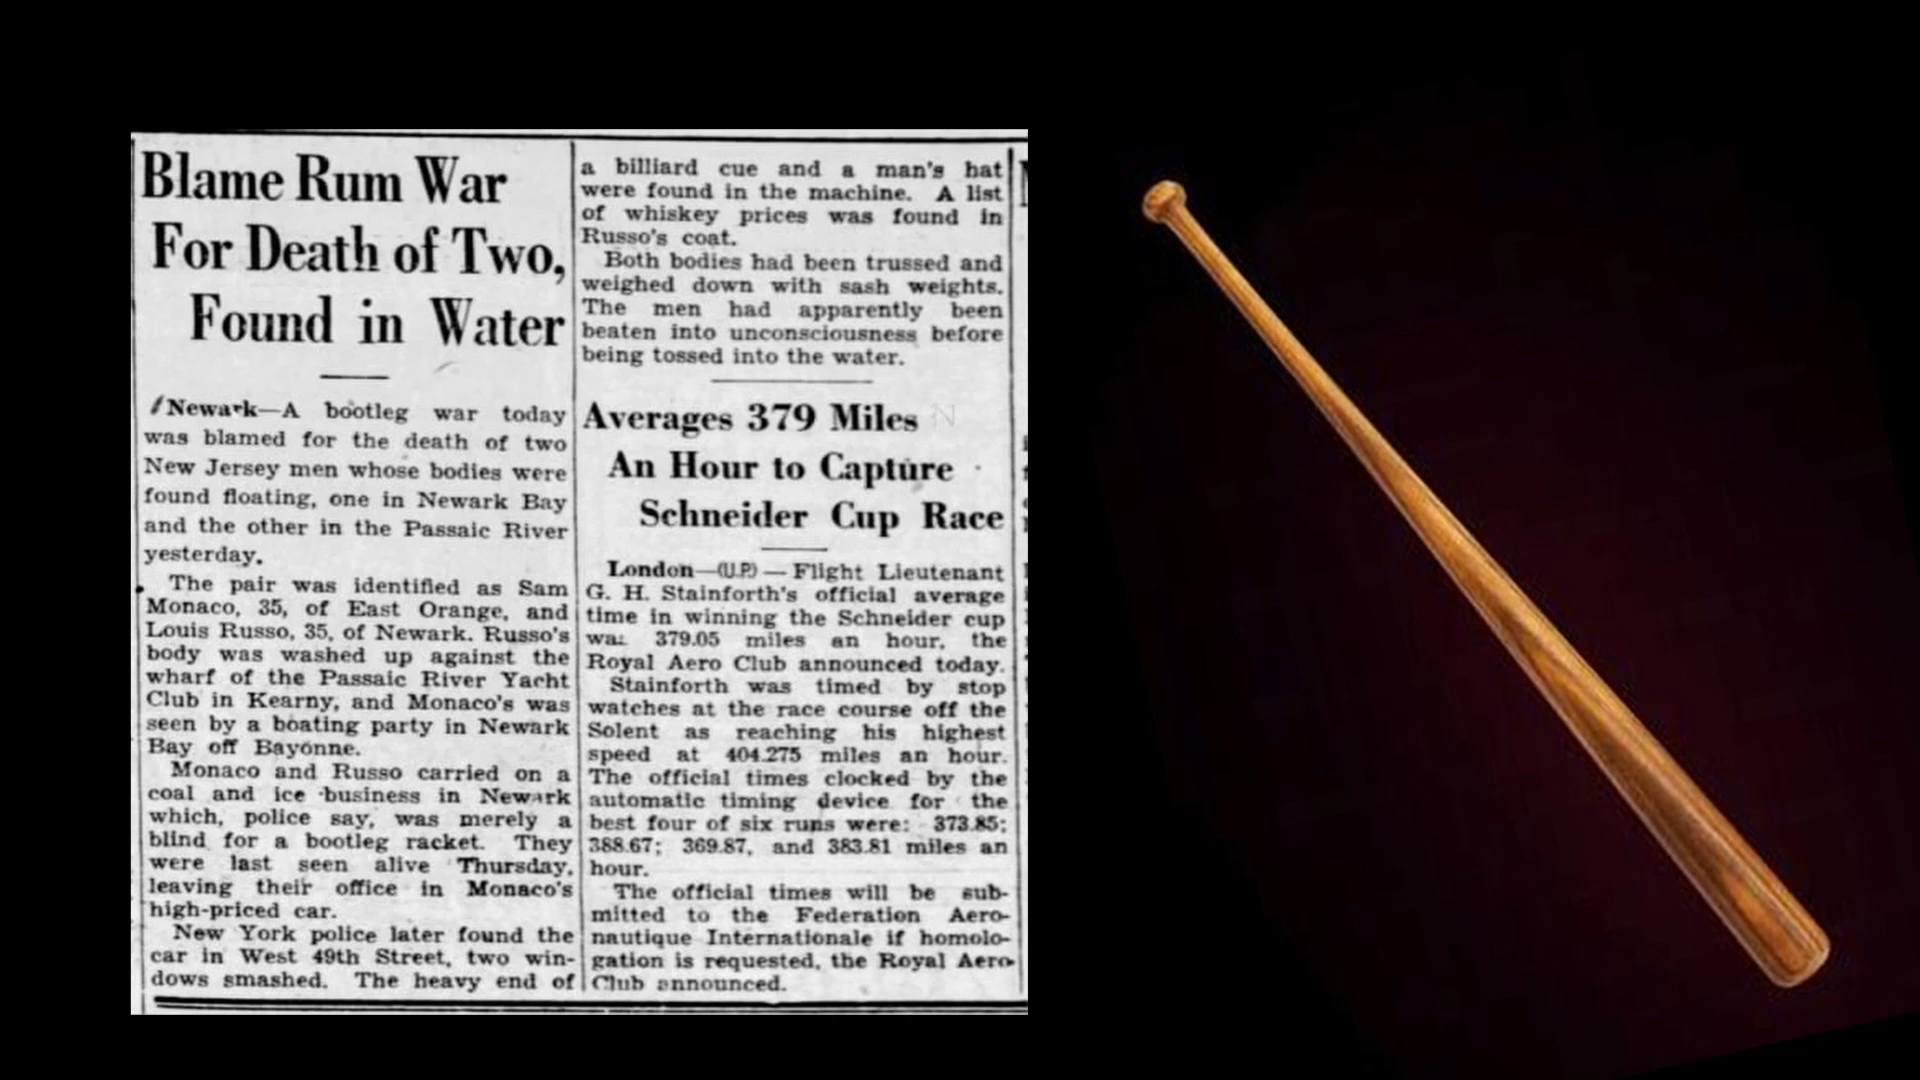 Blame Rum War
For Death of Two,
Found in Water
Newark—A bootleg war today
was blamed for the death of two
New Jersey men whose bodies were
found floating, one in Newark Bay
and the other in the Passaic River
yesterday.
The pair was identified as Sam
Monaco, 35, of East Orange, and
Louis Russo, 35, of Newark. Russo's
body was washed up against the
wharf of the Passaic River Yacht
Club in Kearny, and Monaco's was
seen by a boating party in Newark
Bay off Bayonne.
Monaco and Russo carried on a
coal and ice business in Newark
which, police say, was merely a
blind for a bootleg racket. They
were last seen alive Thursday,
leaving their office in Monaco's
high-priced car.
New York police later found the
car in West 49th Street, two win-
dows smashed. The heavy end of
a billiard cue and a man's hat
were found in the machine. A list
of whiskey prices was found in
Russo's coat.
Both bodies had been trussed and
weighed down with sash weights.
The men had apparently been
beaten into unconsciousness before
being tossed into the water.
Averages 379 Miles
An Hour to Capture
Schneider Cup Race
London—(U.P.)—Flight Lieutenant
G. H. Stainforth's official average
time in winning the Schneider cup
was 379.05 miles an hour, the
Royal Aero Club announced today.
Stainforth was timed by stop
watches at the race course off the
Solent as reaching his highest
speed at 404.275 miles an hour.
The official times clocked by the
automatic timing device for the
best four of six runs were: 373.85;
388.67; 369.87, and 383.81 miles an
hour.
The official times will be sub-
mitted to the Federation Aero-
nautique Internationale if homolo-
gation is requested, the Royal Aero
Club announced.